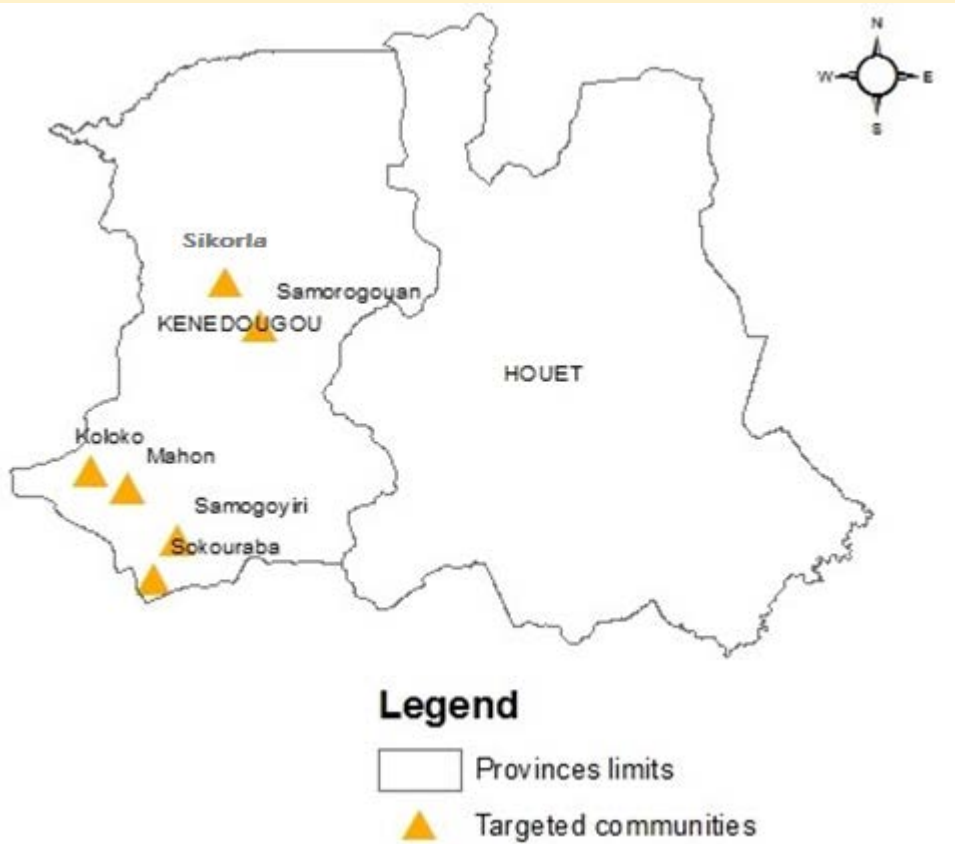 N
W E
S
Sikorla
Samorogouan
KENEDOUGOU
HOUET
Koloko
Mahon
Samogoyiri
Sokouraba
Legend
Provinces limits
Targeted communities